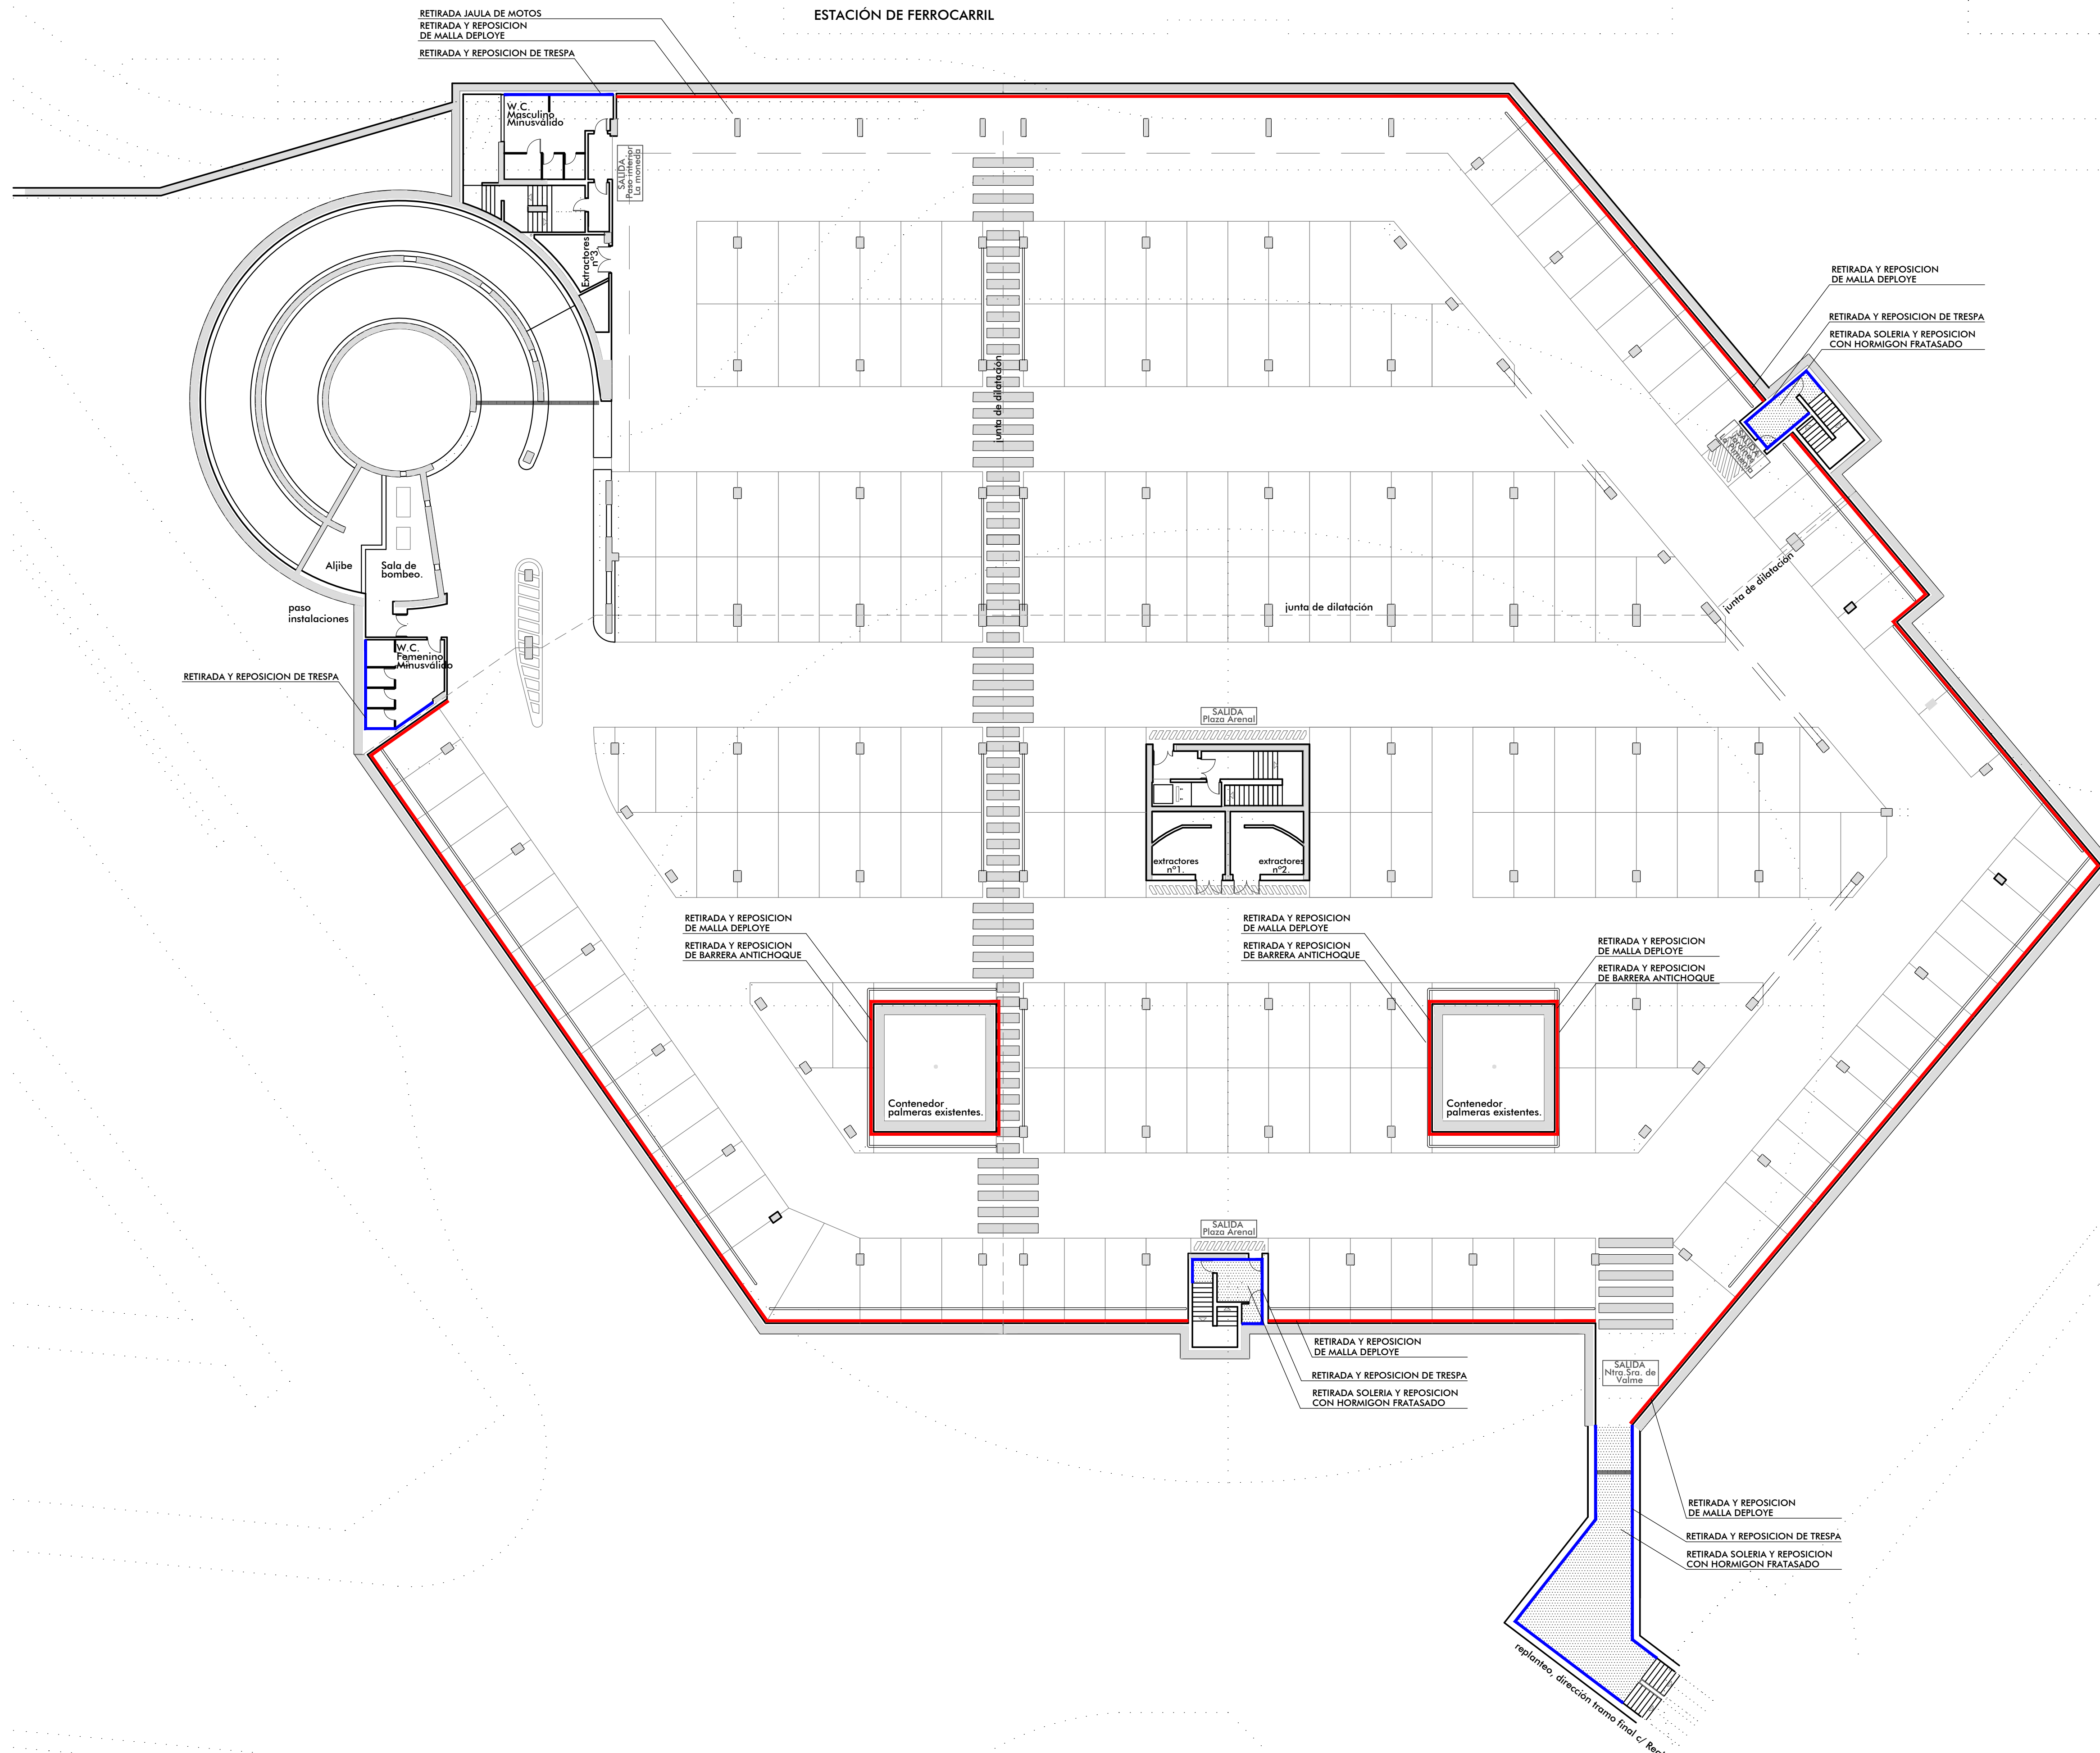 ESTACIÓN DE FERROCARRIL
RETIRADA JAULA DE MOTOS
RETIRADA Y REPOSICION
DE MALLA DEPLOYE
RETIRADA Y REPOSICION DE TRESPA
W.C.
Masculino
Minusválido
SALIDA
Paso interior
La moneda
Extractores
nº3.
junta de dilatación
RETIRADA Y REPOSICION
DE MALLA DEPLOYE
RETIRADA Y REPOSICION DE TRESPA
RETIRADA SOLERIA Y REPOSICION
CON HORMIGON FRATASADO
SALIDA
Jardines
La Pimienta
junta de dilatación
junta de dilatación
Aljibe
Sala de
bombeo.
paso
instalaciones
W.C.
Femenino
Minusválido
RETIRADA Y REPOSICION DE TRESPA
SALIDA
Plaza Arenal
extractores
nº1.
extractores
nº2.
RETIRADA Y REPOSICION
DE MALLA DEPLOYE
RETIRADA Y REPOSICION
DE BARRERA ANTICHOQUE
RETIRADA Y REPOSICION
DE MALLA DEPLOYE
RETIRADA Y REPOSICION
DE BARRERA ANTICHOQUE
RETIRADA Y REPOSICION
DE MALLA DEPLOYE
RETIRADA Y REPOSICION
DE BARRERA ANTICHOQUE
Contenedor
palmeras existentes.
Contenedor
palmeras existentes.
SALIDA
Plaza Arenal
RETIRADA Y REPOSICION
DE MALLA DEPLOYE
RETIRADA Y REPOSICION DE TRESPA
RETIRADA SOLERIA Y REPOSICION
CON HORMIGON FRATASADO
SALIDA
Ntra.Sra. de
Valme
RETIRADA Y REPOSICION
DE MALLA DEPLOYE
RETIRADA Y REPOSICION DE TRESPA
RETIRADA SOLERIA Y REPOSICION
CON HORMIGON FRATASADO
replanteo, dirección tramo final c/